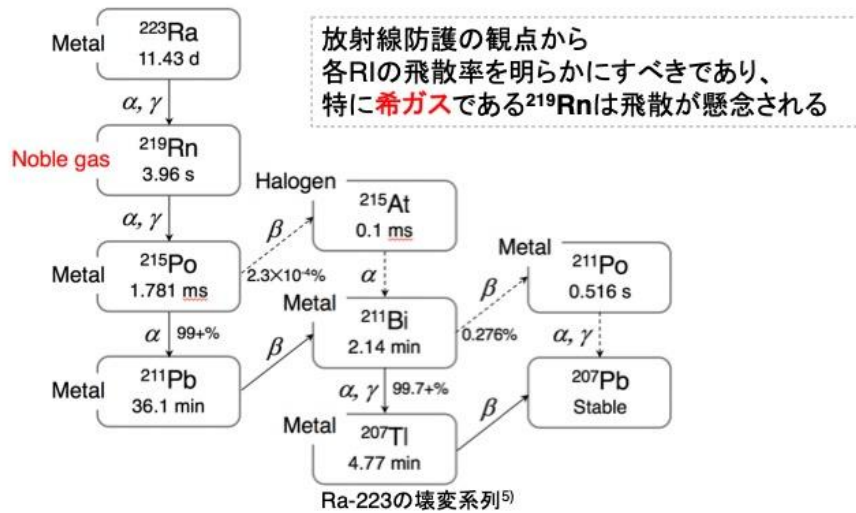 放射線防護の観点から
各RIの飛散率を明らかにすべきであり、
特に希ガスである²¹⁹Rnは飛散が懸念される
Metal
²²³Ra
11.43 d
α, γ
Noble gas
²¹⁹Rn
3.96 s
α, γ
Metal
²¹⁵Po
1.781 ms
β
2.3×10⁻⁴%
Halogen
²¹⁵At
0.1 ms
α
α 99+%
Metal
²¹¹Pb
36.1 min
β
Metal
²¹¹Bi
2.14 min
β
0.276%
Metal
²¹¹Po
0.516 s
α, γ
α, γ 99.7+%
Metal
²⁰⁷Tl
4.77 min
β
²⁰⁷Pb
Stable
Ra-223の壊変系列⁵⁾